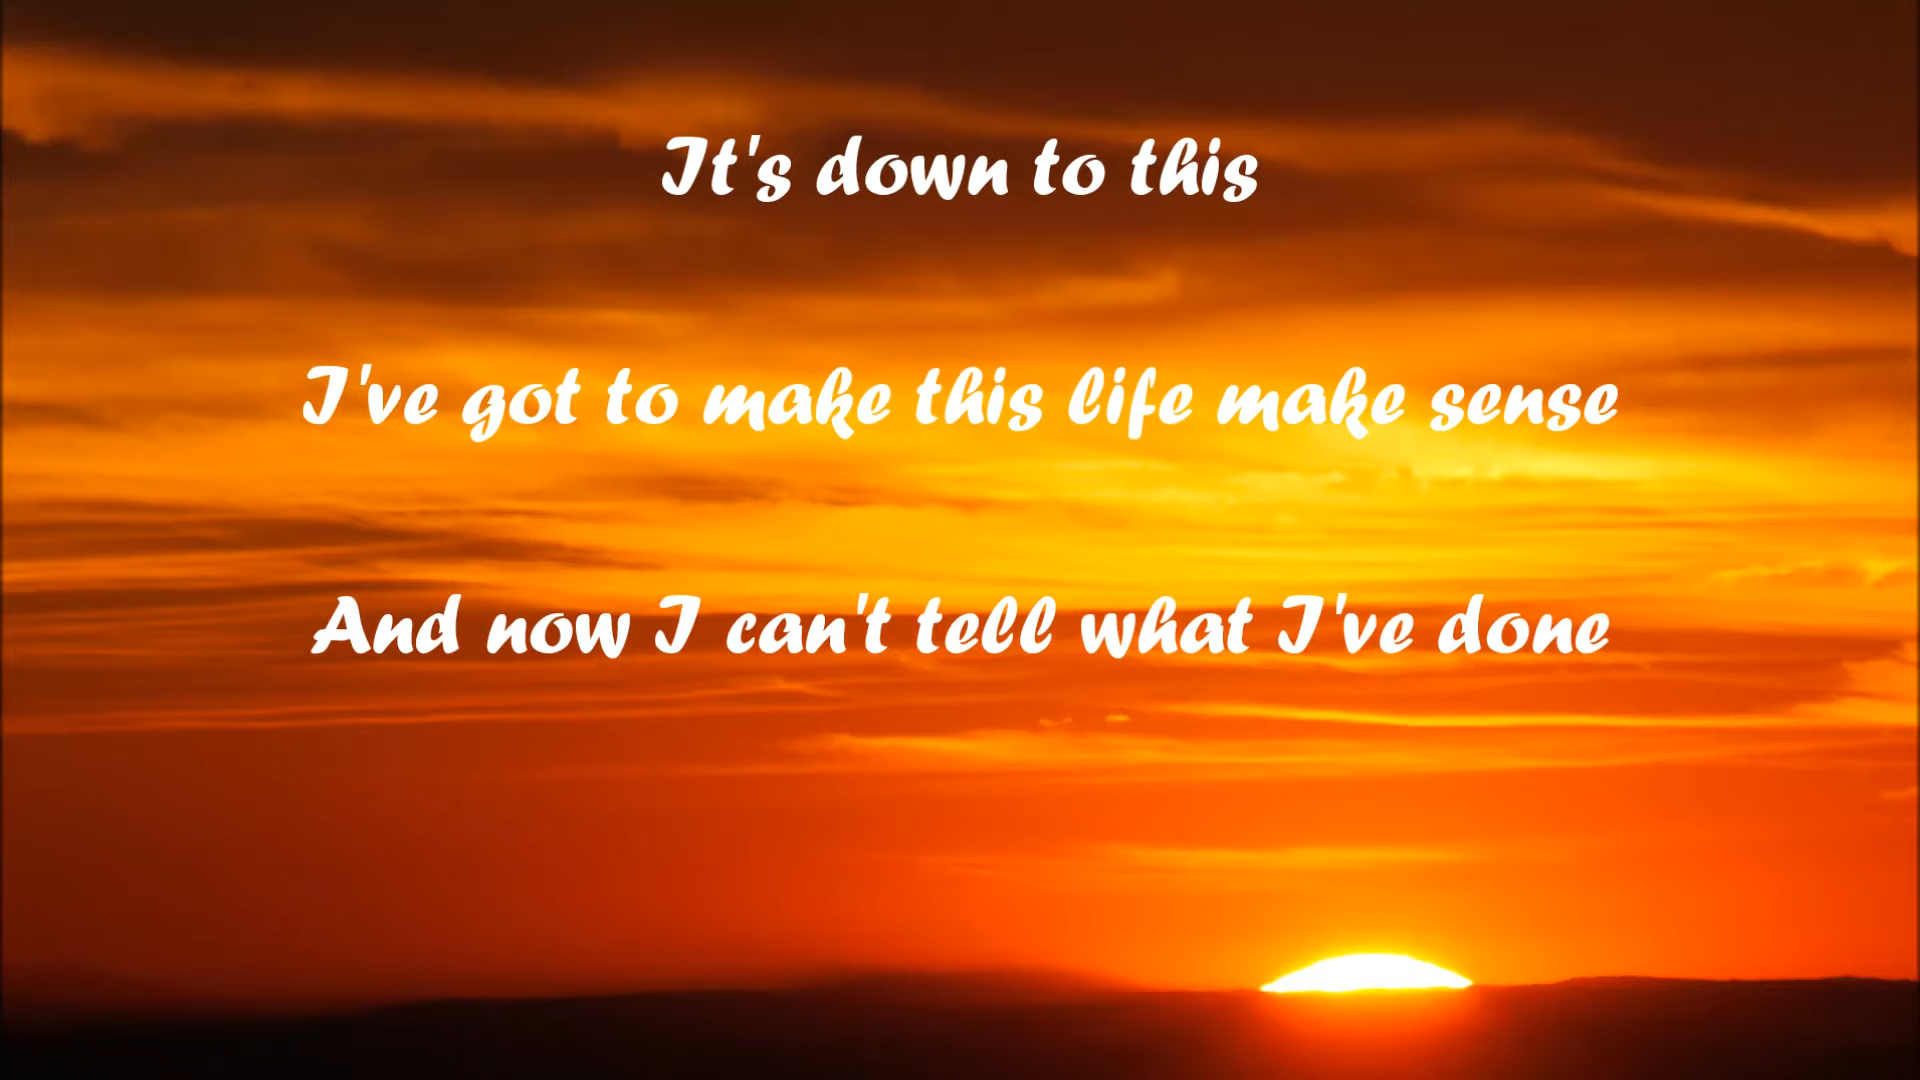 It's down to this
I've got to make this life make sense
And now I can't tell what I've done